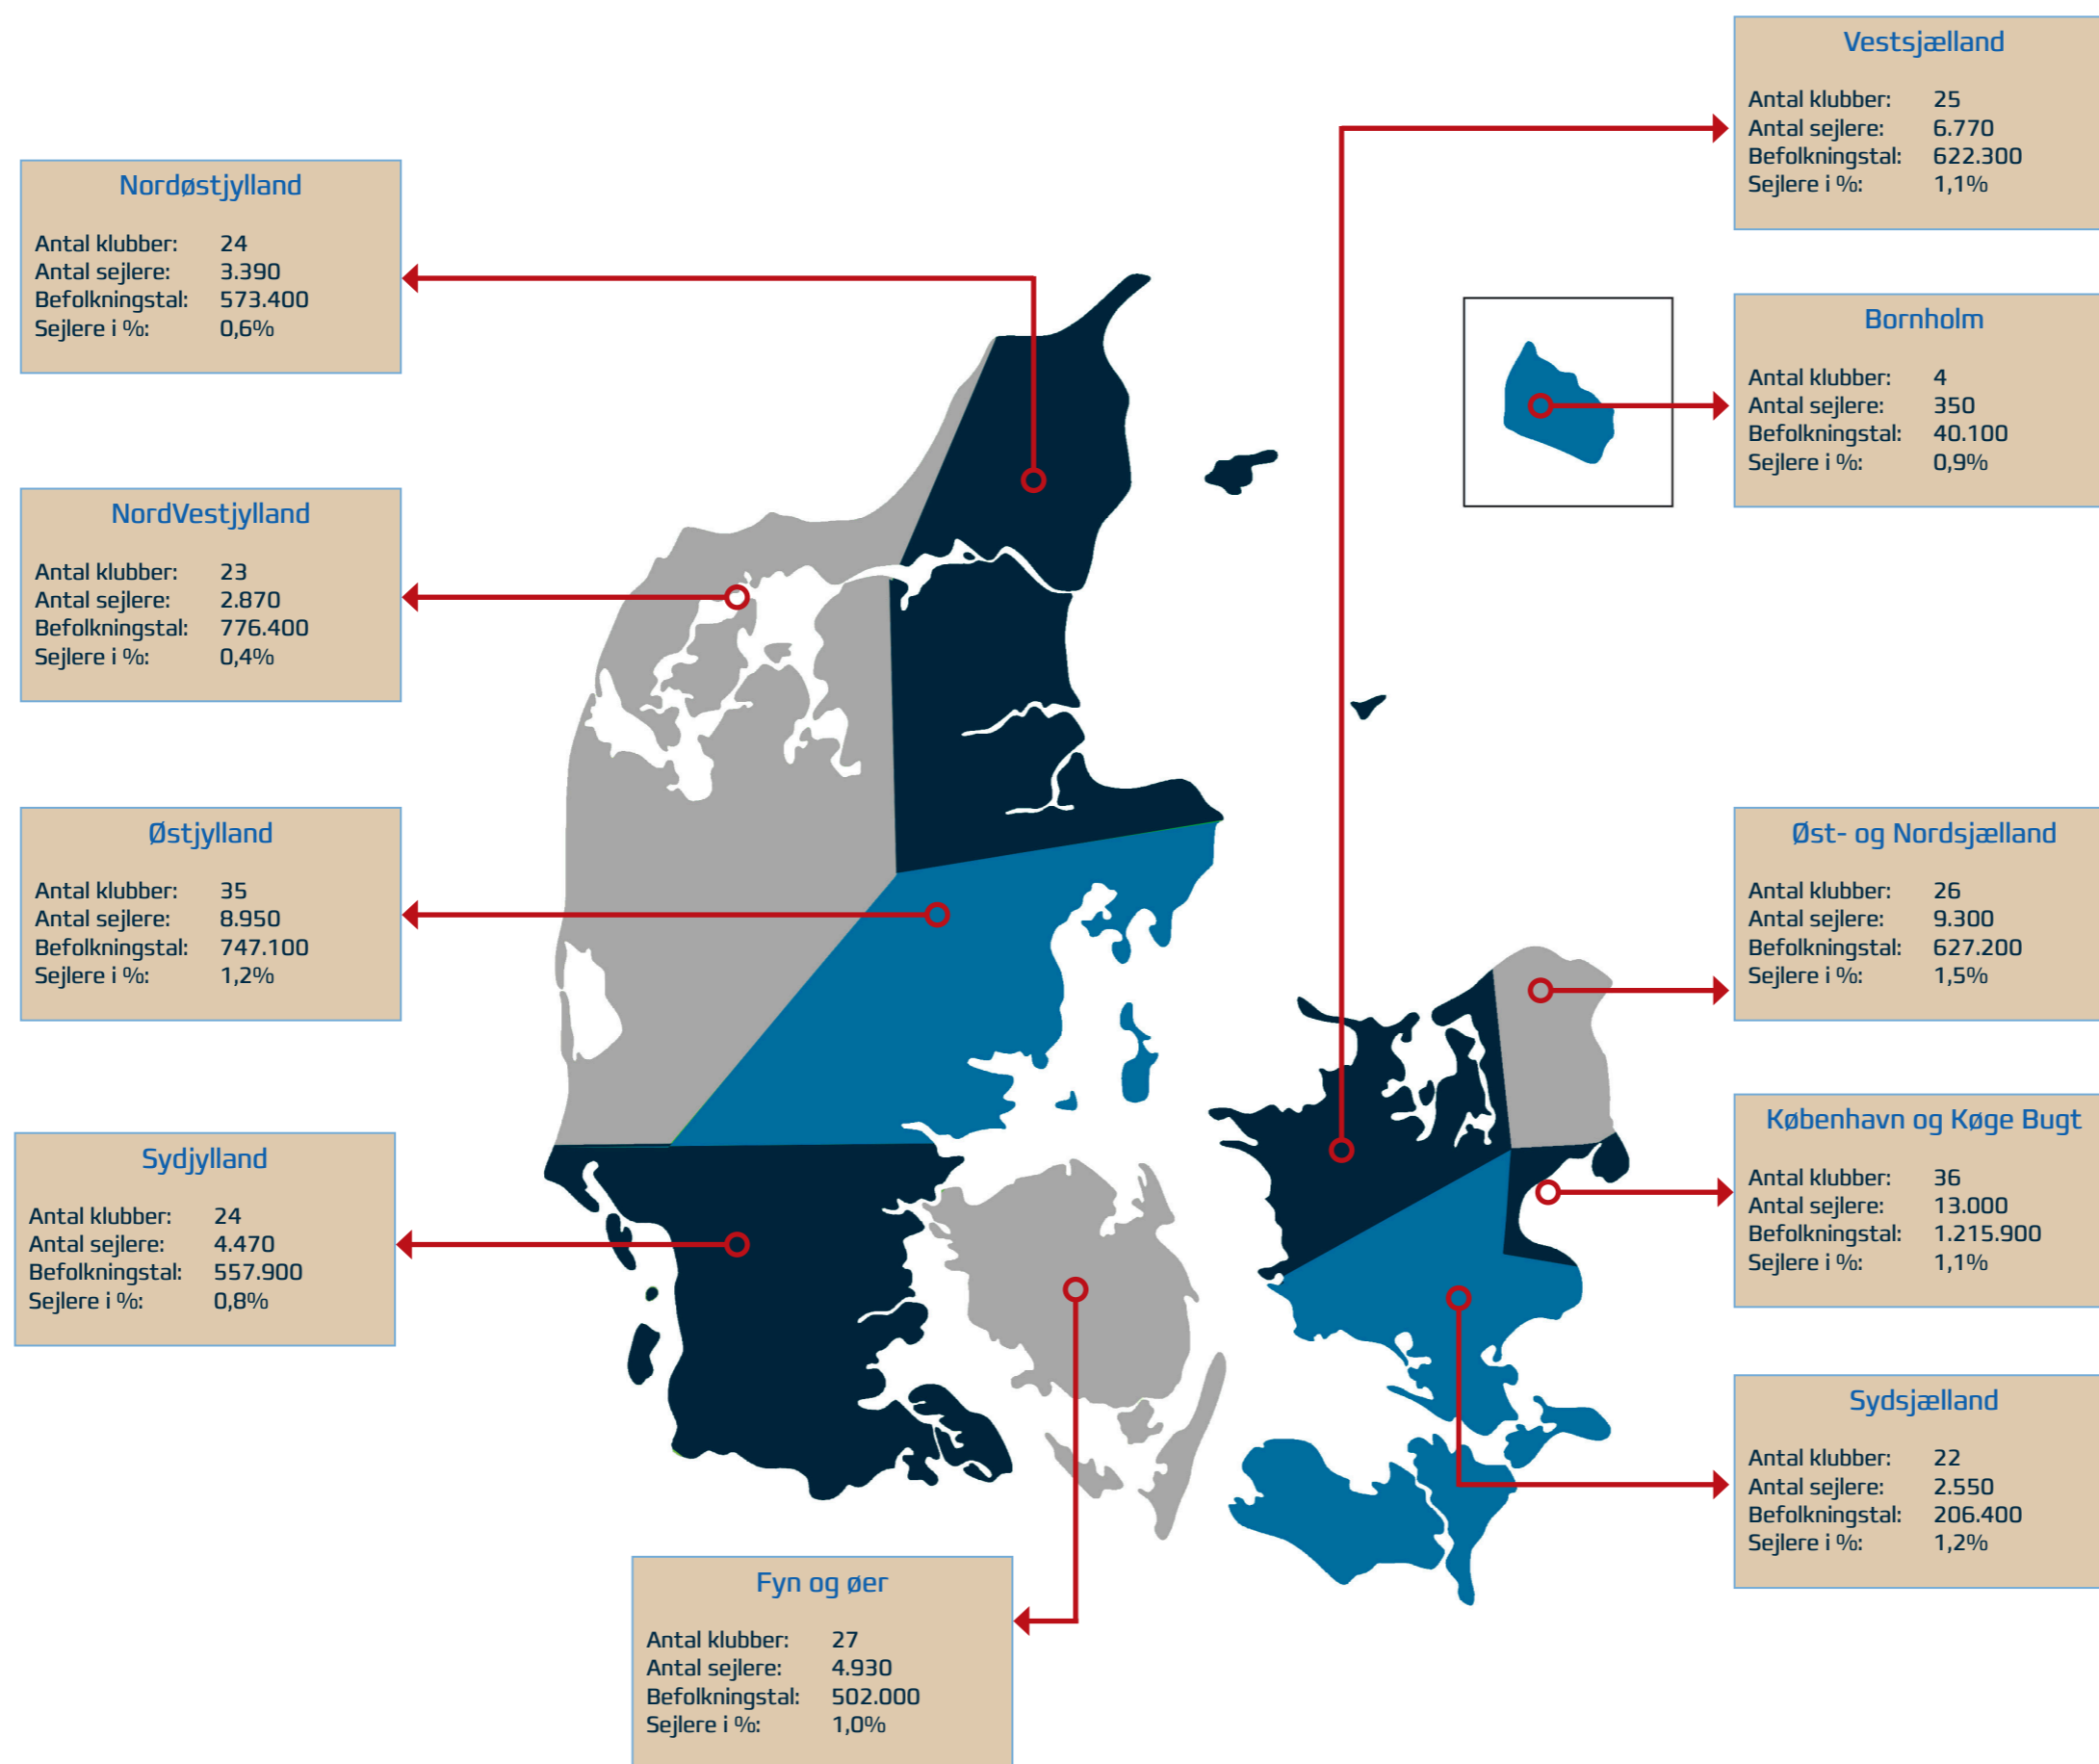 Nordøstjylland
Antal klubber: 24
Antal sejlere: 3.390
Befolkningstal: 573.400
Sejlere i %: 0,6%
NordVestjylland
Antal klubber: 23
Antal sejlere: 2.870
Befolkningstal: 776.400
Sejlere i %: 0,4%
Østjylland
Antal klubber: 35
Antal sejlere: 8.950
Befolkningstal: 747.100
Sejlere i %: 1,2%
Sydjylland
Antal klubber: 24
Antal sejlere: 4.470
Befolkningstal: 557.900
Sejlere i %: 0,8%
Fyn og øer
Antal klubber: 27
Antal sejlere: 4.930
Befolkningstal: 502.000
Sejlere i %: 1,0%
Vestsjælland
Antal klubber: 25
Antal sejlere: 6.770
Befolkningstal: 622.300
Sejlere i %: 1,1%
Bornholm
Antal klubber: 4
Antal sejlere: 350
Befolkningstal: 40.100
Sejlere i %: 0,9%
Øst- og Nordsjælland
Antal klubber: 26
Antal sejlere: 9.300
Befolkningstal: 627.200
Sejlere i %: 1,5%
København og Køge Bugt
Antal klubber: 36
Antal sejlere: 13.000
Befolkningstal: 1.215.900
Sejlere i %: 1,1%
Sydsjælland
Antal klubber: 22
Antal sejlere: 2.550
Befolkningstal: 206.400
Sejlere i %: 1,2%